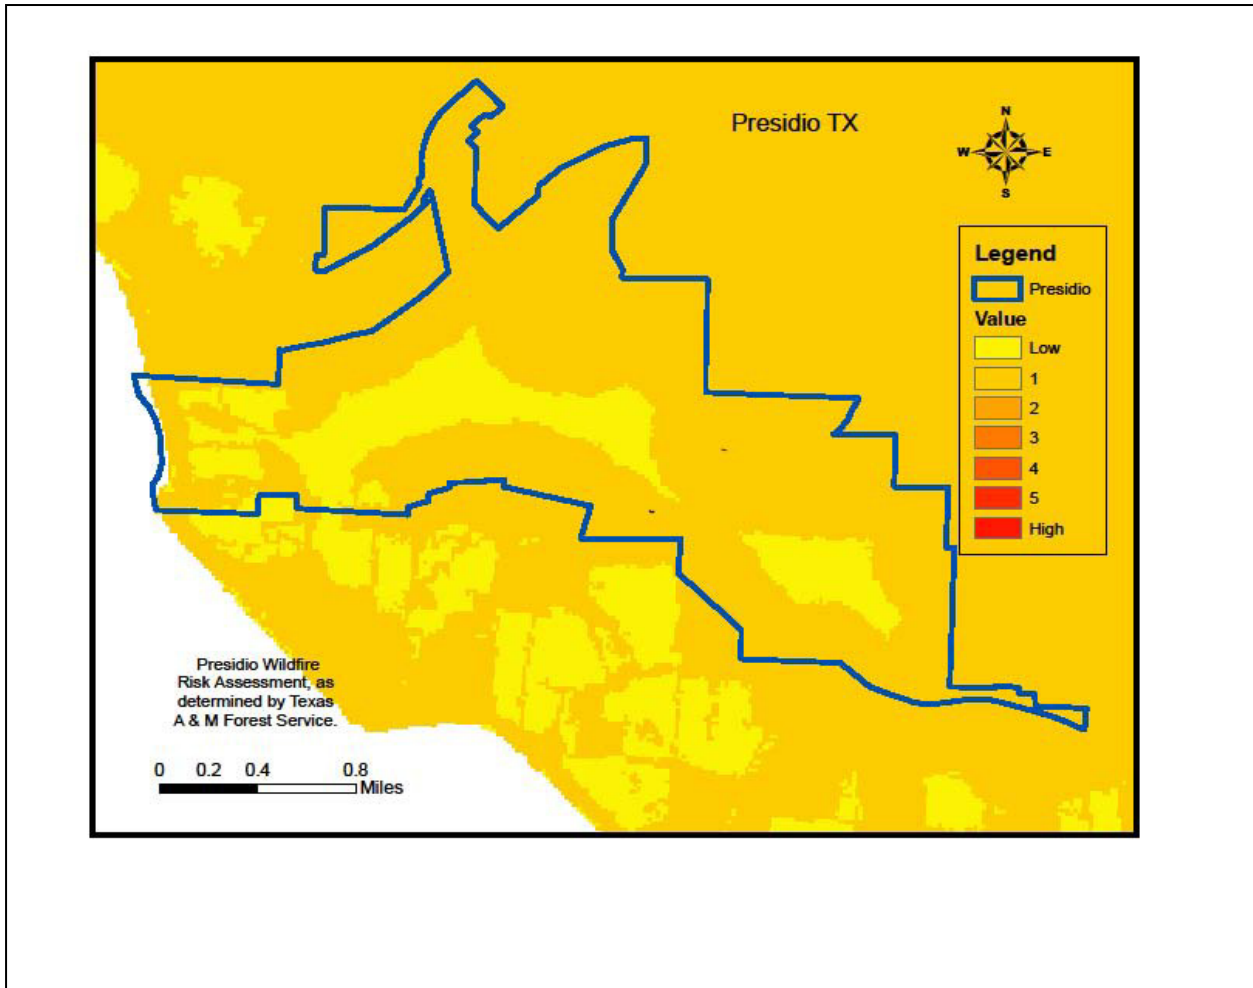 Presidio TX
N
W
E
S
Legend
Presidio
Value
Low
1
2
3
4
5
High
Presidio Wildfire
Risk Assessment, as
determined by Texas
A & M Forest Service.
0 0.2 0.4 0.8
Miles